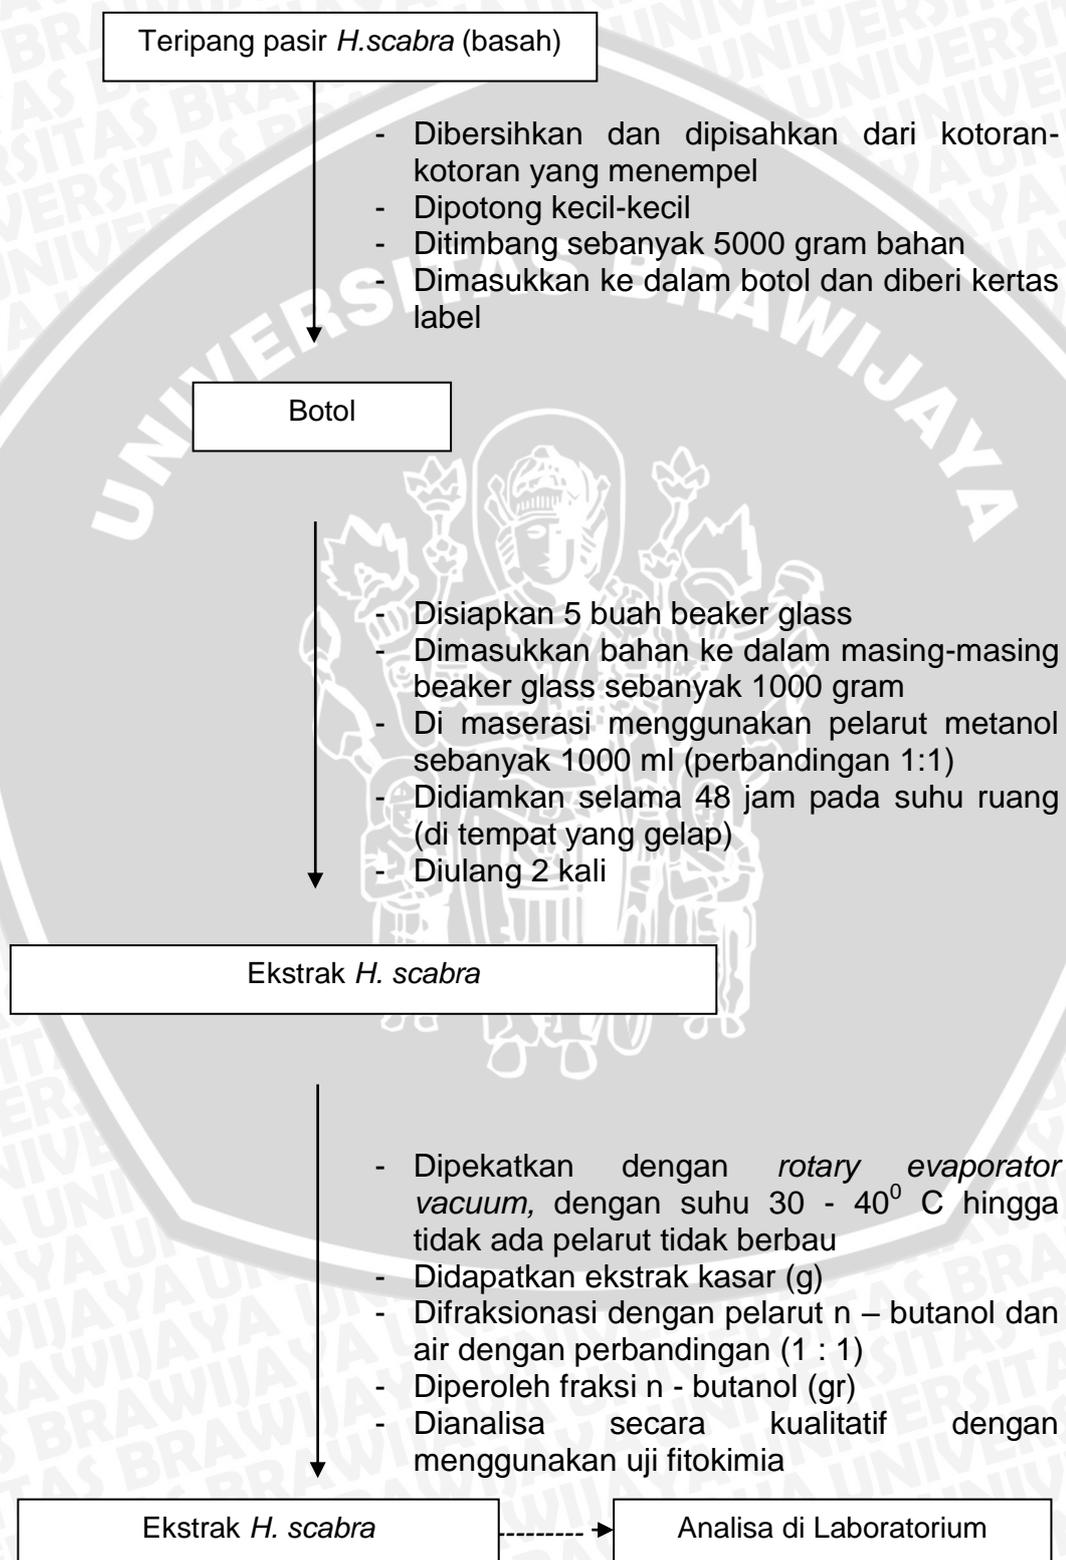 Teripang pasir H.scabra (basah)
- Dibersihkan dan dipisahkan dari kotoran-
kotoran yang menempel
- Dipotong kecil-kecil
- Ditimbang sebanyak 5000 gram bahan
- Dimasukkan ke dalam botol dan diberi kertas
label
UNIVERSITAS BRAWIJAYA
Botol
- Disiapkan 5 buah beaker glass
- Dimasukkan bahan ke dalam masing-masing
beaker glass sebanyak 1000 gram
- Di maserasi menggunakan pelarut metanol
sebanyak 1000 ml (perbandingan 1:1)
- Didiamkan selama 48 jam pada suhu ruang
(di tempat yang gelap)
- Diulang 2 kali
Ekstrak H. scabra
- Dipekatkan dengan rotary evaporator
vacuum, dengan suhu 30 - 40⁰ C hingga
tidak ada pelarut tidak berbau
- Didapatkan ekstrak kasar (g)
- Difraksionasi dengan pelarut n – butanol dan
air dengan perbandingan (1 : 1)
- Diperoleh fraksi n - butanol (gr)
- Dianalisa secara kualitatif dengan
menggunakan uji fitokimia
Ekstrak H. scabra
Analisa di Laboratorium